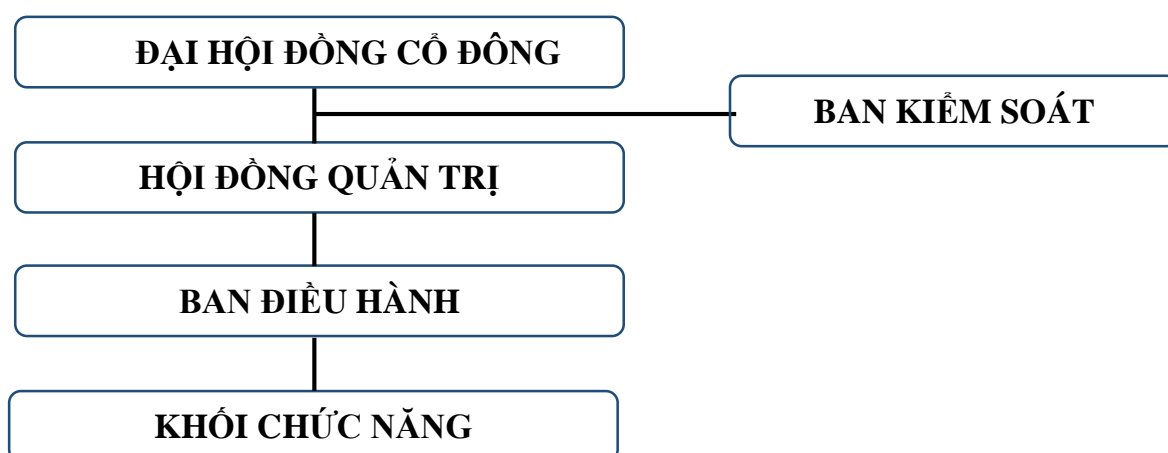 ĐẠI HỘI ĐỒNG CỔ ĐÔNG
BAN KIỂM SOÁT
HỘI ĐỒNG QUẢN TRỊ
BAN ĐIỀU HÀNH
KHỐI CHỨC NĂNG